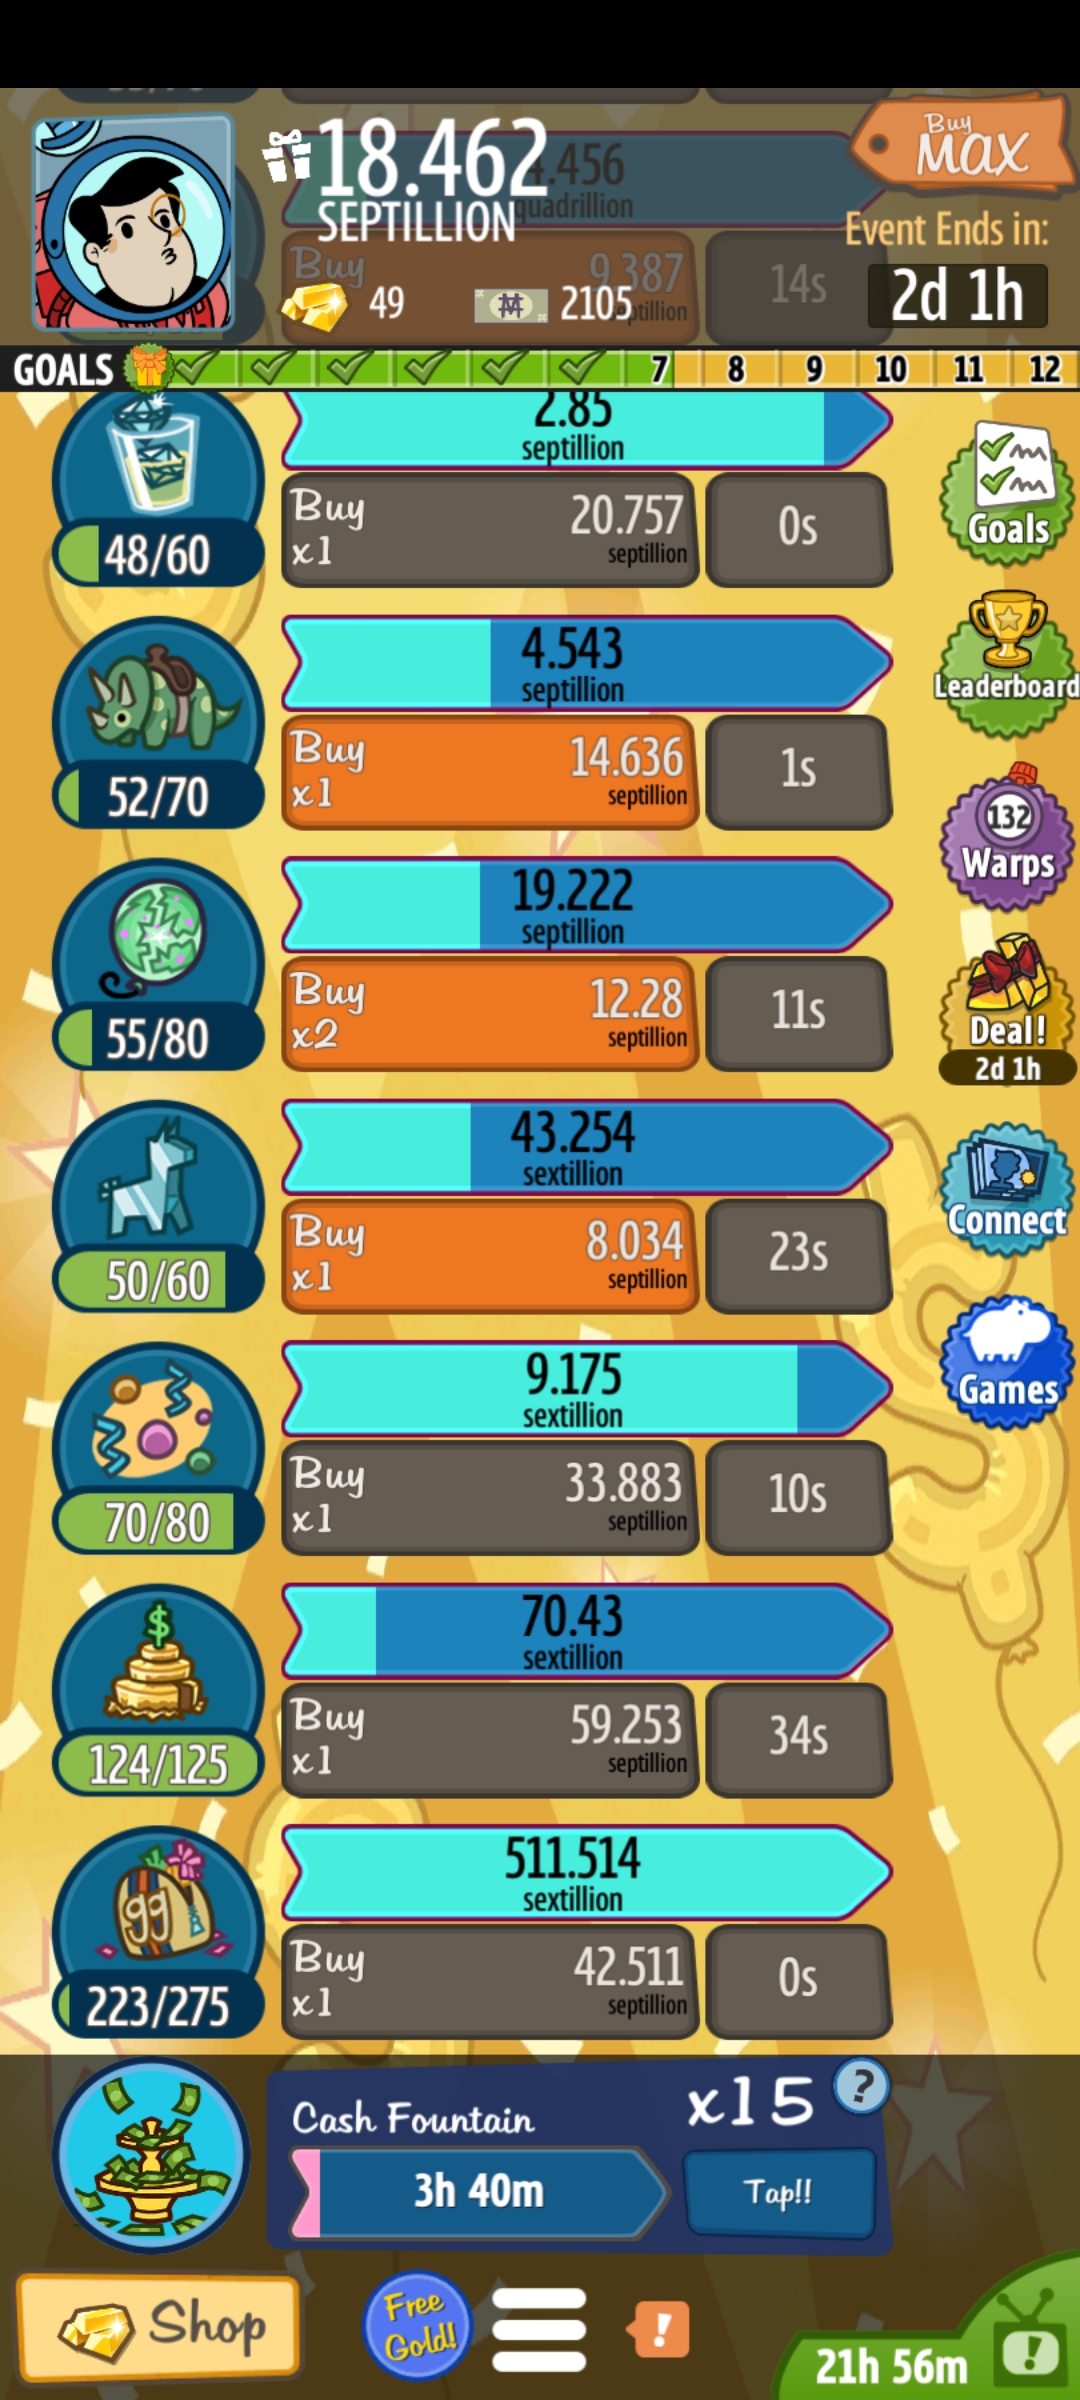 18.462
SEPTILLION
.456
quadrillion
Buy
MAX
Event Ends in:
2d 1h
Buy
9.387
14s
49
2105
GOALS
7
8
9
10
11
12
2.85
septillion
48/60
Buy
x1
20.757
septillion
0s
Goals
4.543
septillion
52/70
Buy
x1
14.636
septillion
1s
Leaderboard
19.222
septillion
55/80
Buy
x2
12.28
septillion
11s
132
Warps
Deal!
2d 1h
43.254
sextillion
50/60
Buy
x1
8.034
septillion
23s
Connect
9.175
sextillion
70/80
Buy
x1
33.883
septillion
10s
Games
$
70.43
sextillion
124/125
Buy
x1
59.253
septillion
34s
gg
511.514
sextillion
223/275
Buy
x1
42.511
septillion
0s
Cash Fountain
x15
?
3h 40m
Tap!!
Shop
Free
Gold!
!
21h 56m
!